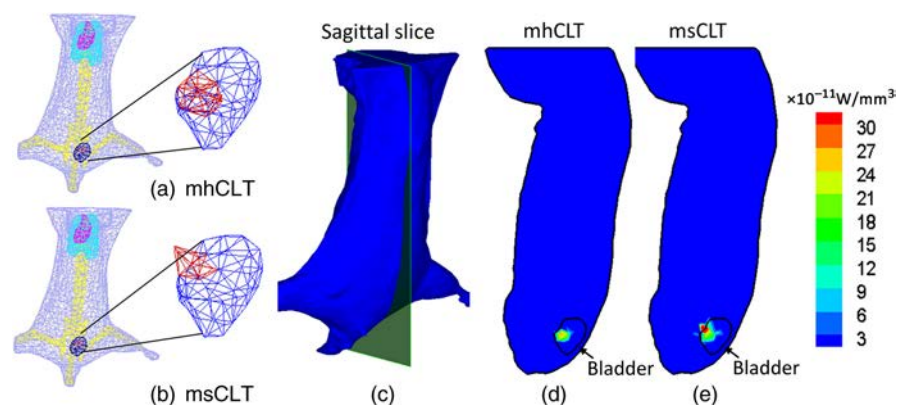 Sagittal slice
mhCLT
msCLT
×10⁻¹¹W/mm³
30
27
24
21
18
15
12
9
6
3
(a) mhCLT
(b) msCLT
Bladder
Bladder
(c)
(d)
(e)